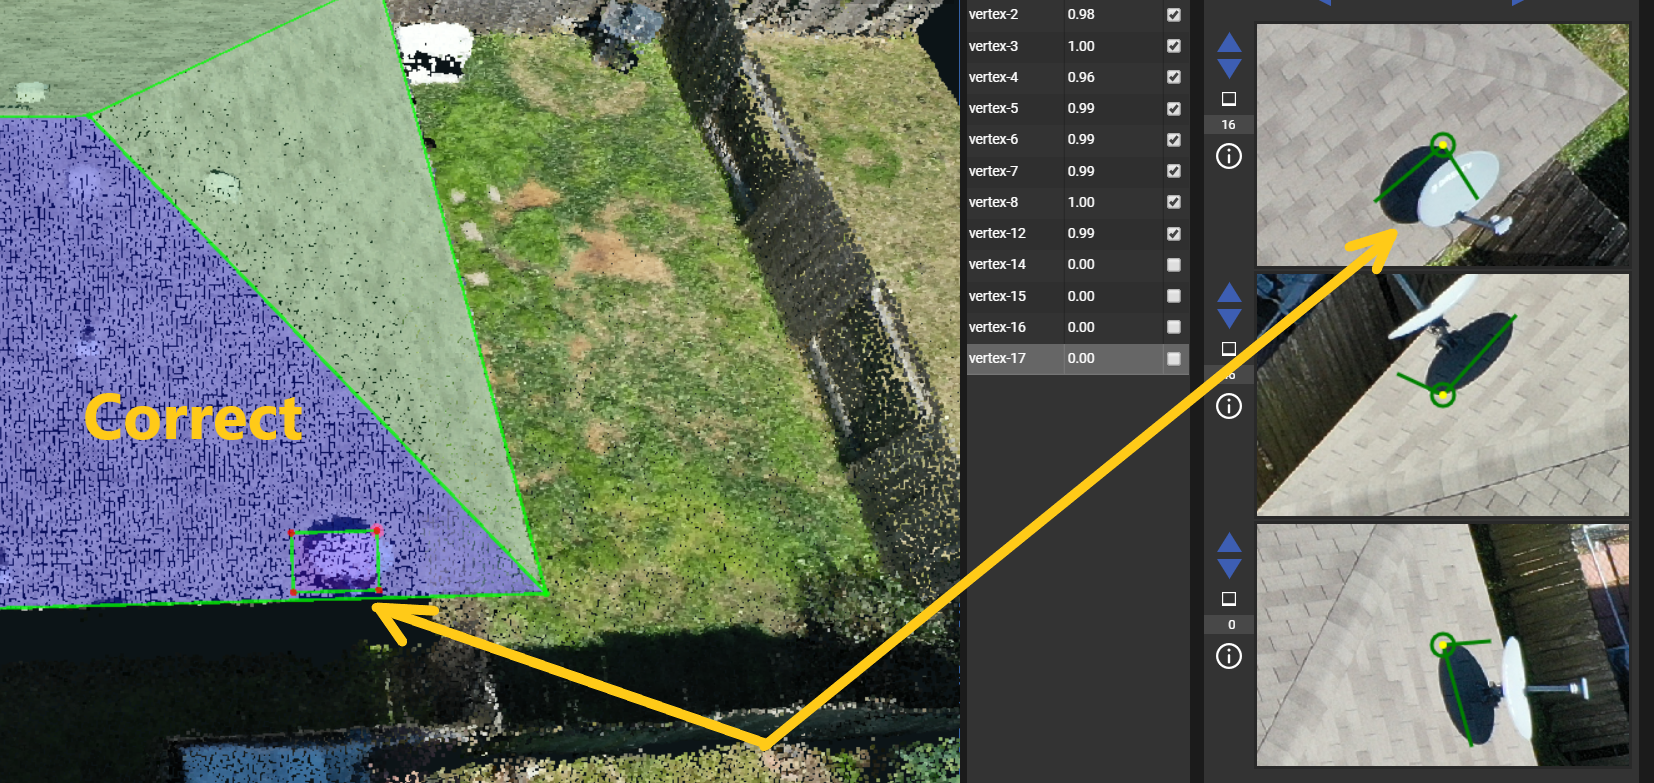 vertex-2 0.98
vertex-3 1.00
vertex-4 0.96
vertex-5 0.99
vertex-6 0.99
vertex-7 0.99
vertex-8 1.00
vertex-12 0.99
vertex-14 0.00
vertex-15 0.00
vertex-16 0.00
vertex-17 0.00
Correct
16
0